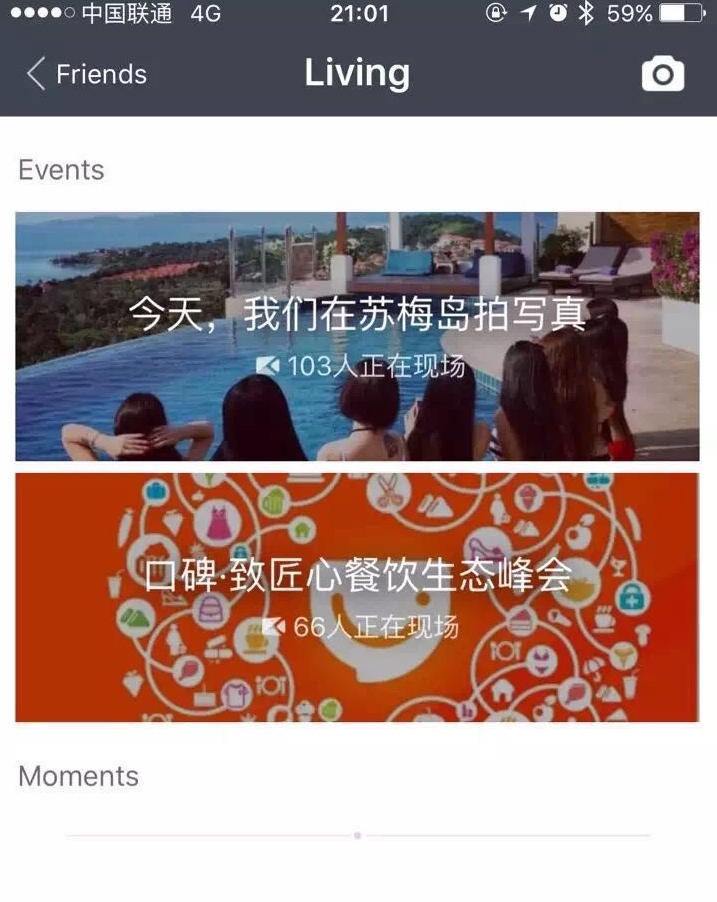 中国联通 4G 21:01 59%
Friends Living
Events
今天，我们在苏梅岛拍写真
103人正在现场
口碑·致匠心餐饮生态峰会
66人正在现场
Moments